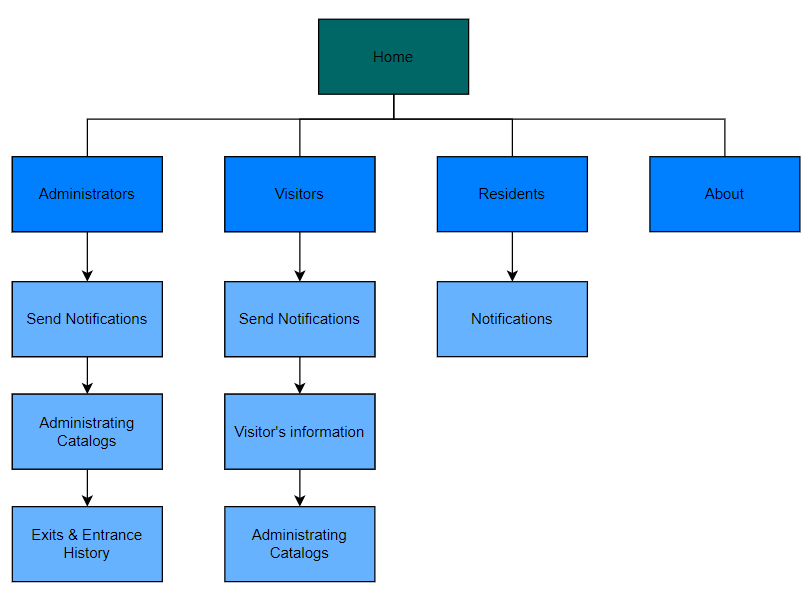 Home
Administrators
Visitors
Residents
About
Send Notifications
Send Notifications
Notifications
Administrating
Catalogs
Visitor's information
Exits & Entrance
History
Administrating
Catalogs